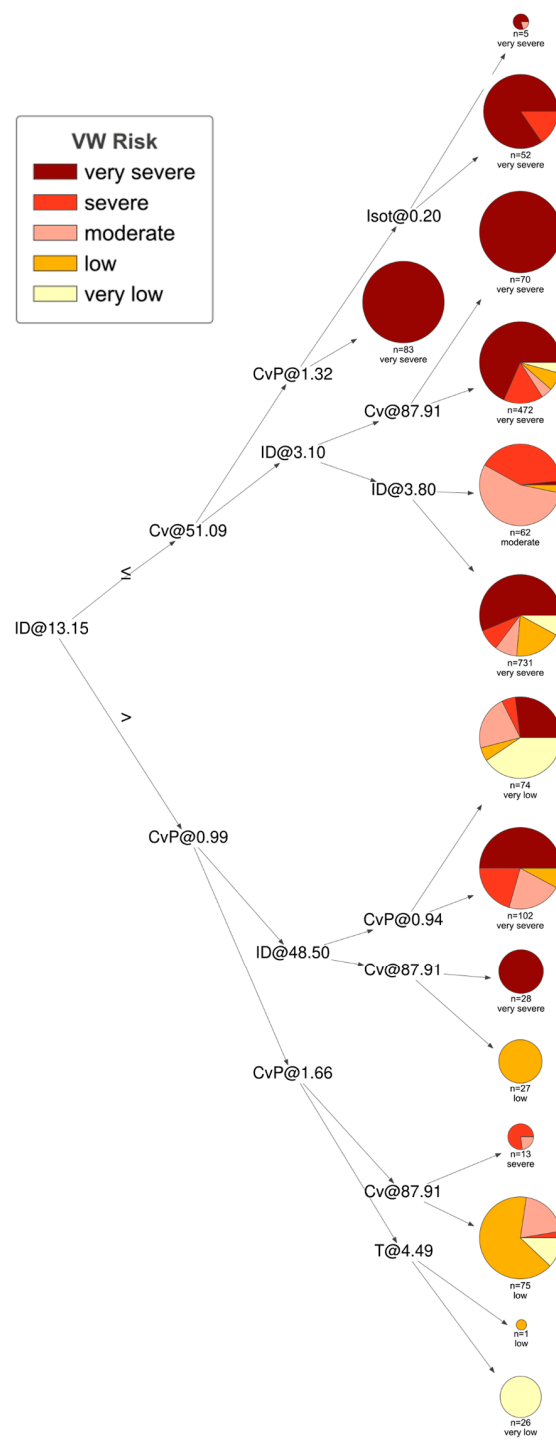 n=5
very severe
VW Risk
very severe
severe
moderate
low
very low
n=52
very severe
Isot@0.20
n=70
very severe
n=83
very severe
CvP@1.32
Cv@87.91
n=472
very severe
ID@3.10
ID@3.80
Cv@51.09
n=62
moderate
≤
ID@13.15
n=731
very severe
>
n=74
very low
CvP@0.99
CvP@0.94
n=102
very severe
ID@48.50
Cv@87.91
n=28
very severe
n=27
low
CvP@1.66
n=13
severe
Cv@87.91
T@4.49
n=75
low
n=1
low
n=26
very low